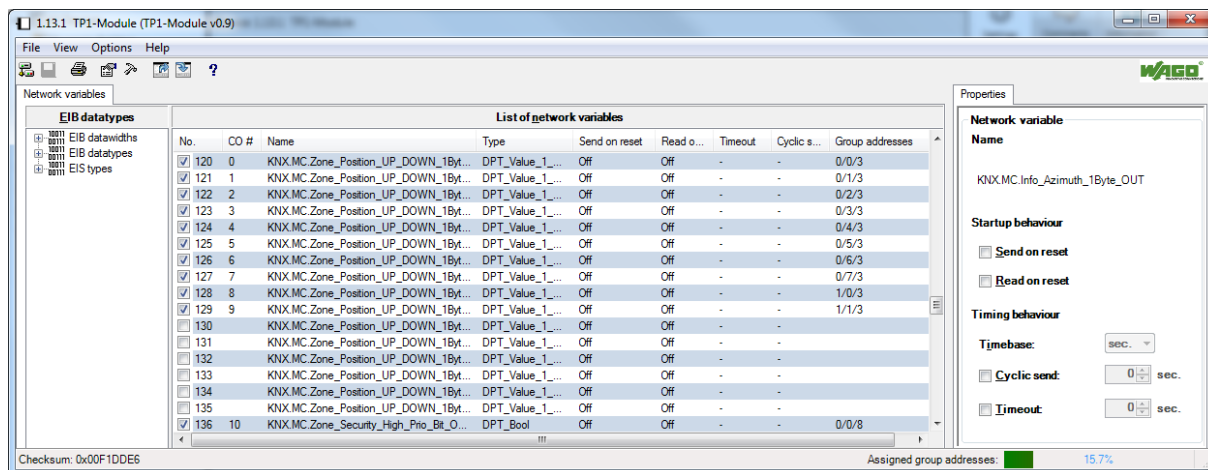 1.13.1 TP1-Module (TP1-Module v0.9)
File View Options Help
WAGO
Network variables
Properties
EIB datatypes
EIB datawidths
EIB datatypes
EIS types
List of network variables
No. CO # Name Type Send on reset Read o... Timeout Cyclic s... Group addresses
120 0 KNX.MC.Zone_Position_UP_DOWN_1Byt... DPT_Value_1_... Off Off - - 0/0/3
121 1 KNX.MC.Zone_Position_UP_DOWN_1Byt... DPT_Value_1_... Off Off - - 0/1/3
122 2 KNX.MC.Zone_Position_UP_DOWN_1Byt... DPT_Value_1_... Off Off - - 0/2/3
123 3 KNX.MC.Zone_Position_UP_DOWN_1Byt... DPT_Value_1_... Off Off - - 0/3/3
124 4 KNX.MC.Zone_Position_UP_DOWN_1Byt... DPT_Value_1_... Off Off - - 0/4/3
125 5 KNX.MC.Zone_Position_UP_DOWN_1Byt... DPT_Value_1_... Off Off - - 0/5/3
126 6 KNX.MC.Zone_Position_UP_DOWN_1Byt... DPT_Value_1_... Off Off - - 0/6/3
127 7 KNX.MC.Zone_Position_UP_DOWN_1Byt... DPT_Value_1_... Off Off - - 0/7/3
128 8 KNX.MC.Zone_Position_UP_DOWN_1Byt... DPT_Value_1_... Off Off - - 1/0/3
129 9 KNX.MC.Zone_Position_UP_DOWN_1Byt... DPT_Value_1_... Off Off - - 1/1/3
130 KNX.MC.Zone_Position_UP_DOWN_1Byt... DPT_Value_1_... Off Off - -
131 KNX.MC.Zone_Position_UP_DOWN_1Byt... DPT_Value_1_... Off Off - -
132 KNX.MC.Zone_Position_UP_DOWN_1Byt... DPT_Value_1_... Off Off - -
133 KNX.MC.Zone_Position_UP_DOWN_1Byt... DPT_Value_1_... Off Off - -
134 KNX.MC.Zone_Position_UP_DOWN_1Byt... DPT_Value_1_... Off Off - -
135 KNX.MC.Zone_Position_UP_DOWN_1Byt... DPT_Value_1_... Off Off - -
136 10 KNX.MC.Zone_Security_High_Prio_Bit_O... DPT_Bool Off Off - - 0/0/8
Network variable
Name
KNX.MC.Info_Azimuth_1Byte_OUT
Startup behaviour
Send on reset
Read on reset
Timing behaviour
Timebase: sec.
Cyclic send: 0 sec.
Timeout: 0 sec.
Checksum: 0x00F1DDE6
Assigned group addresses: 15.7%